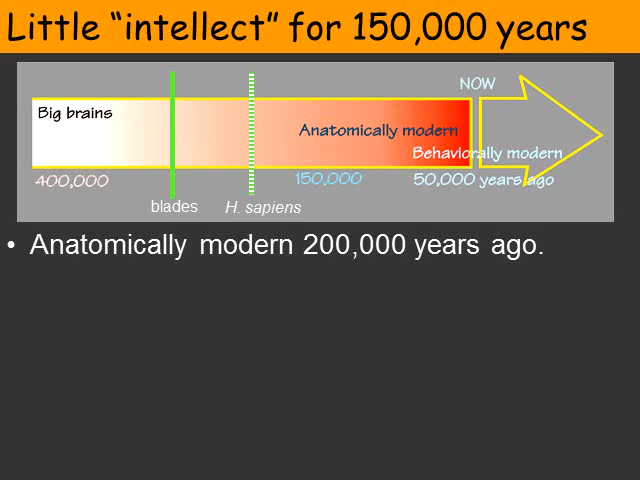 Little “intellect” for 150,000 years
NOW
Big brains
Anatomically modern
Behaviorally modern
400,000 150,000 50,000 years ago
blades H. sapiens
• Anatomically modern 200,000 years ago.